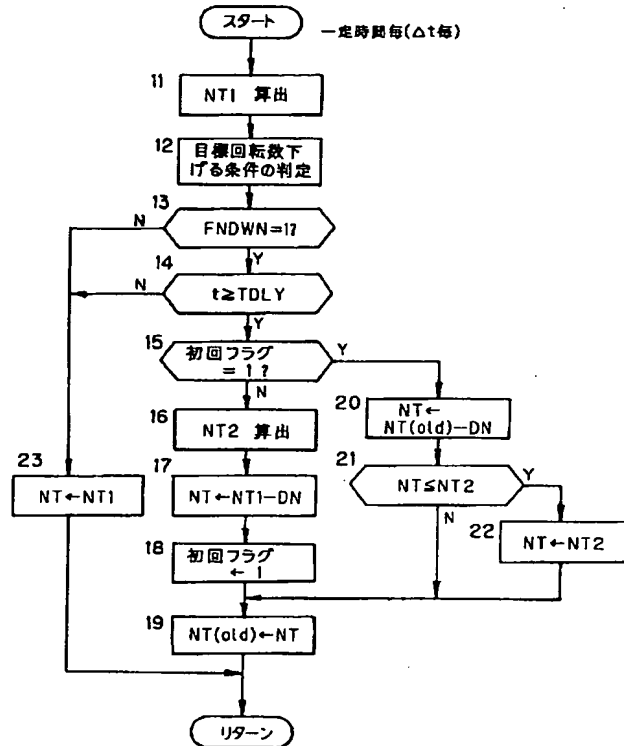 スタート
一定時間毎(Δt毎)
11
NT1 算出
12
目標回転数下
げる条件の判定
13
N
FNDWN=1?
Y
14
N
t≧TDLY
Y
15
初回フラグ
=1?
Y
N
16
NT2 算出
20
NT←
NT(old)-DN
17
NT←NT1-DN
21
NT≦NT2
Y
N
23
NT←NT1
18
初回フラグ
←1
22
NT←NT2
19
NT(old)←NT
リターン